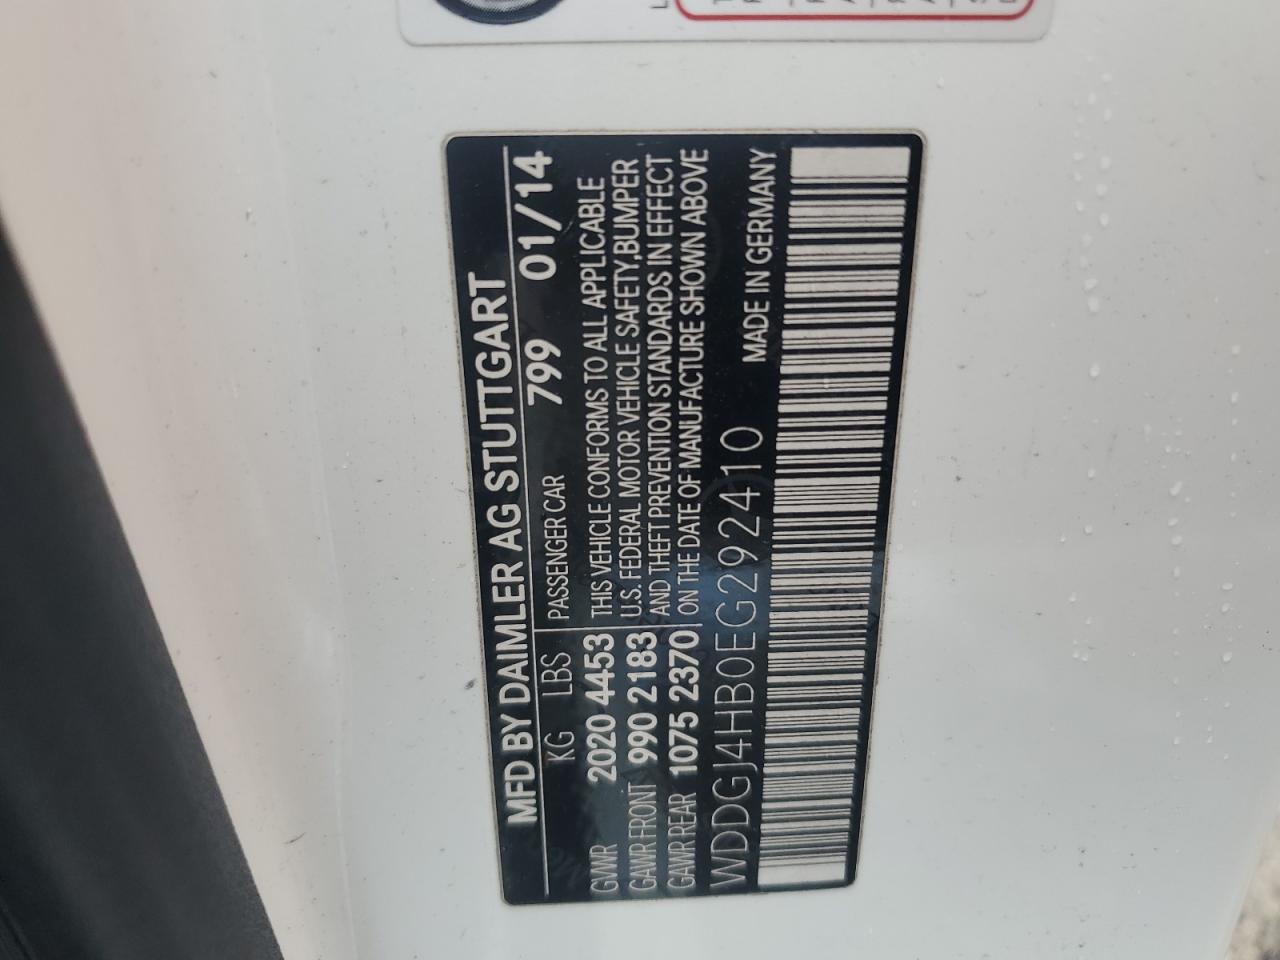 MFD BY DAIMLER AG STUTTGART
KG LBS PASSENGER CAR 799 01/14
GVWR 2020 4453 THIS VEHICLE CONFORMS TO ALL APPLICABLE
GAWR FRONT 990 2183 U.S. FEDERAL MOTOR VEHICLE SAFETY,BUMPER
GAWR REAR 1075 2370 AND THEFT PREVENTION STANDARDS IN EFFECT
ON THE DATE OF MANUFACTURE SHOWN ABOVE
WDDGJ4HB0EG292410 MADE IN GERMANY